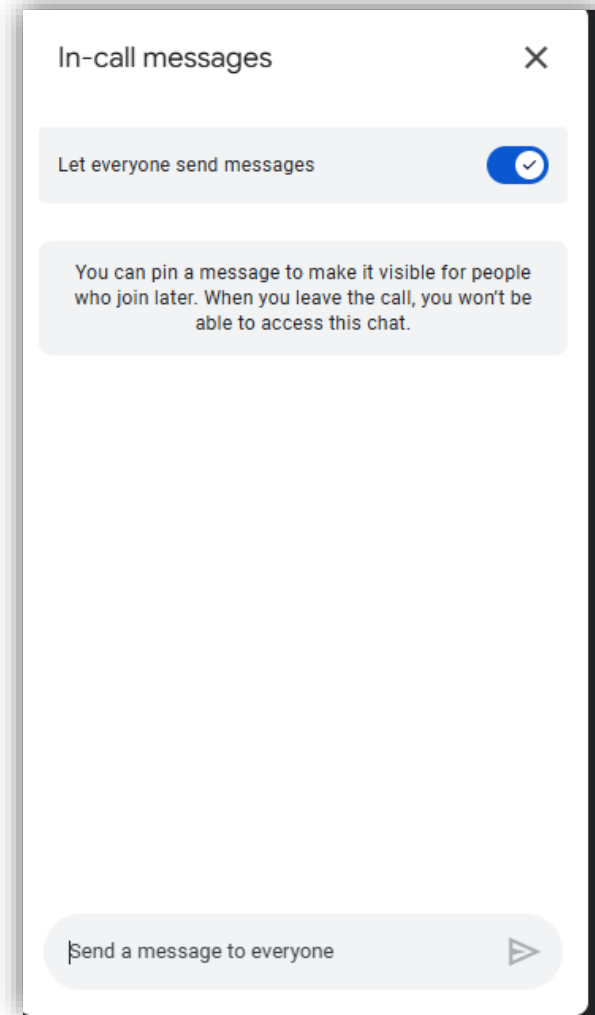 In-call messages
Let everyone send messages
You can pin a message to make it visible for people
who join later. When you leave the call, you won't be
able to access this chat.
Send a message to everyone